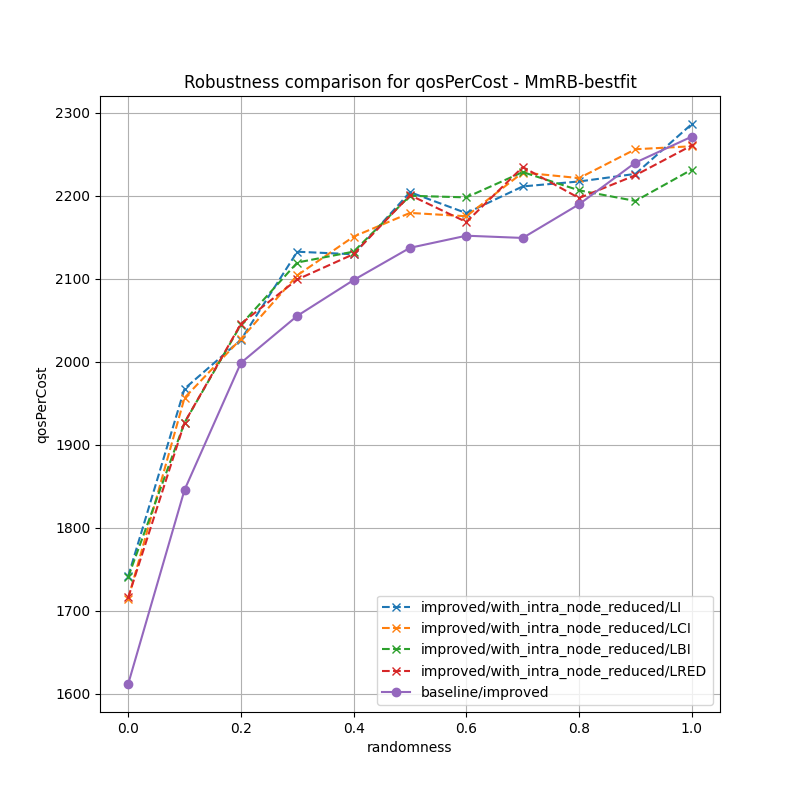 Robustness comparison for qosPerCost - MmRB-bestfit
2300
2200
2100
2000
1900
1800
1700
1600
qosPerCost
improved/with_intra_node_reduced/LI
improved/with_intra_node_reduced/LCI
improved/with_intra_node_reduced/LBI
improved/with_intra_node_reduced/LRED
baseline/improved
0.0 0.2 0.4 0.6 0.8 1.0
randomness